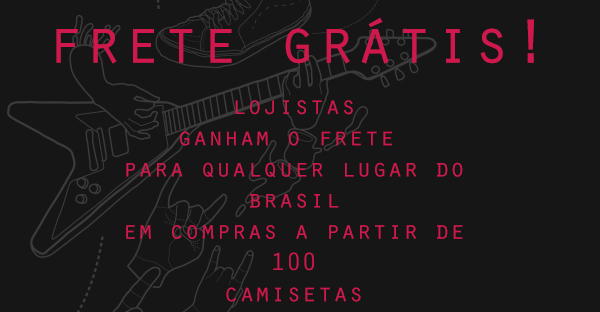 FRETE GRÁTIS!
LOJISTAS
GANHAM O FRETE
PARA QUALQUER LUGAR DO
BRASIL
EM COMPRAS A PARTIR DE
100
CAMISETAS